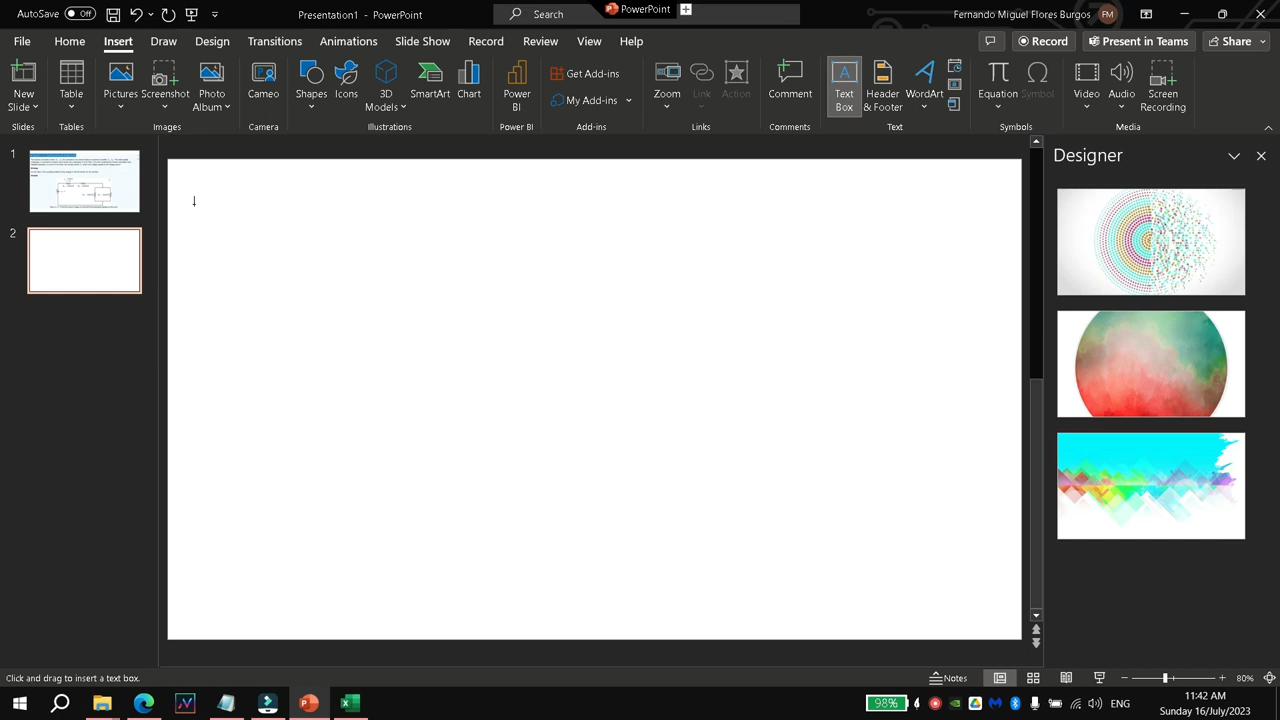 AutoSave Off Presentation1 - PowerPoint Search PowerPoint Fernando Miguel Flores Burgos FM
File Home Insert Draw Design Transitions Animations Slide Show Record Review View Help Record Present in Teams Share
New Slide Table Pictures Screenshot Photo Album Cameo Shapes Icons 3D Models SmartArt Chart Power BI Get Add-ins My Add-ins Zoom Link Action Comment Text Box Header & Footer WordArt Equation Symbol Video Audio Screen Recording
Slides Tables Images Camera Illustrations Power BI Add-ins Links Comments Text Symbols Media
1
2
Designer
Click and drag to insert a text box. Notes 80%
98% ENG 11:42 AM
Sunday 16/July/2023